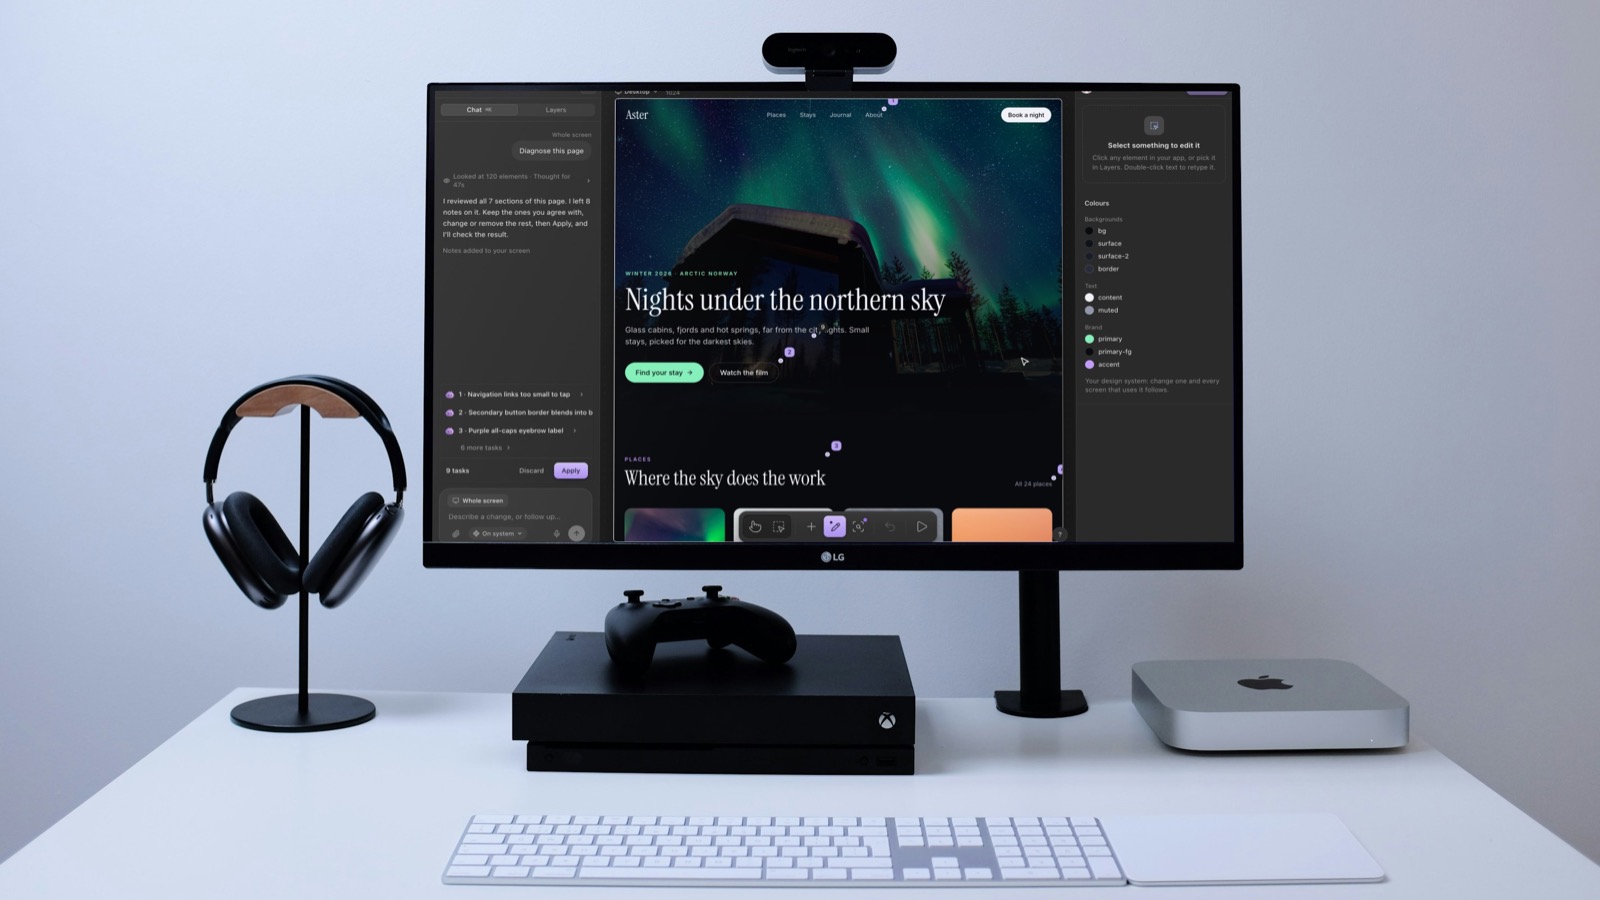 logitech
Desktop
1024
Chat
Layers
Whole screen
Diagnose this page
Looked at 120 elements · Thought for
47s
I reviewed all 7 sections of this page. I left 8
notes on it. Keep the ones you agree with,
change or remove the rest, then Apply, and
I'll check the result.
Notes added to your screen
1 · Navigation links too small to tap
2 · Secondary button border blends into b
3 · Purple all-caps eyebrow label
6 more tasks
9 tasks
Discard
Apply
Whole screen
Describe a change, or follow up...
On system
Aster
Places
Stays
Journal
About
1
Book a night
WINTER 2026 · ARCTIC NORWAY
Nights under the northern sky
Glass cabins, fjords and hot springs, far from the city lights. Small
stays, picked for the darkest skies.
9
2
Find your stay →
Watch the film
3
PLACES
Where the sky does the work
All 24 places
?
Select something to edit it
Click any element in your app, or pick it
in Layers. Double-click text to retype it.
Colours
Backgrounds
bg
surface
surface-2
border
Text
content
muted
Brand
primary
primary-fg
accent
Your design system: change one and every
screen that uses it follows.
LG